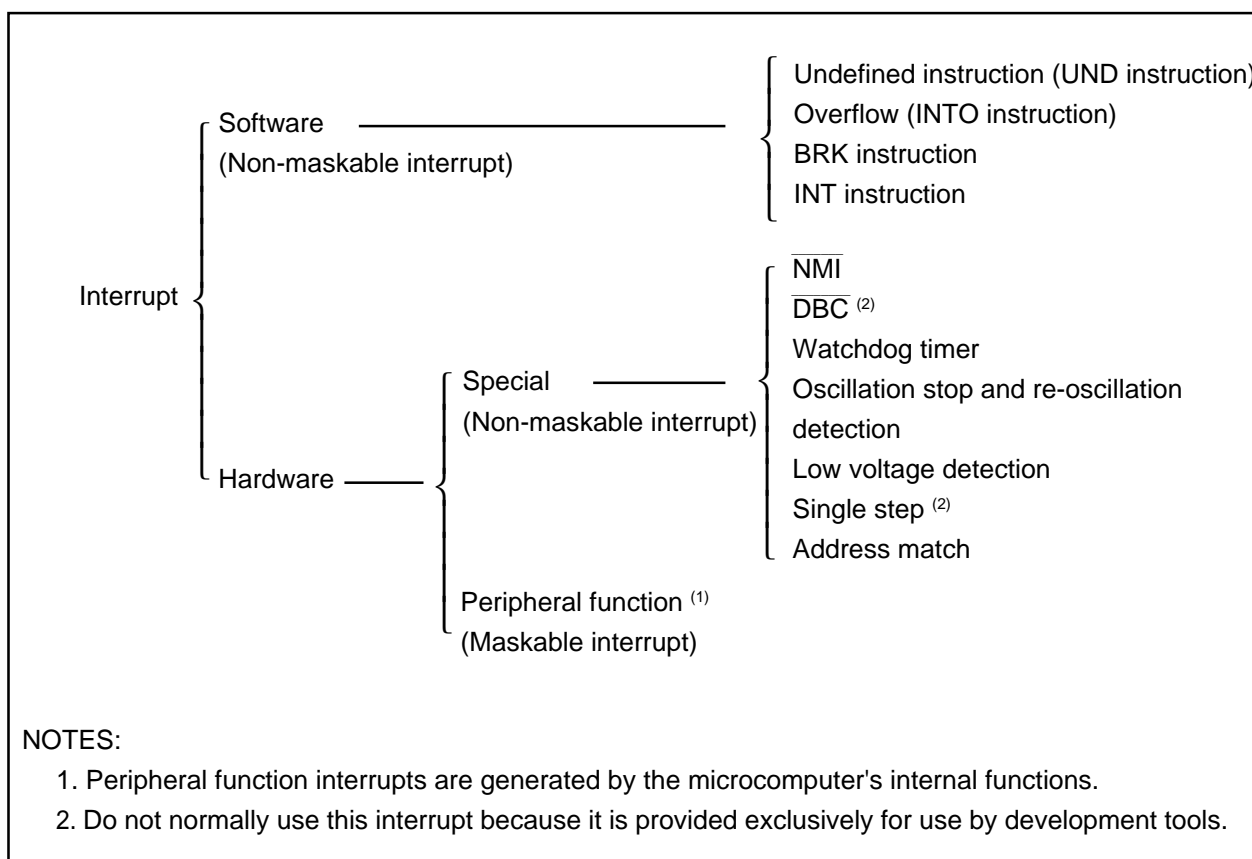 Undefined instruction (UND instruction)
Software
Overflow (INTO instruction)
(Non-maskable interrupt)
BRK instruction
INT instruction
Interrupt
NMI
DBC (2)
Watchdog timer
Special
Oscillation stop and re-oscillation
(Non-maskable interrupt)
detection
Hardware
Low voltage detection
Single step (2)
Address match
Peripheral function (1)
(Maskable interrupt)
NOTES:
1. Peripheral function interrupts are generated by the microcomputer's internal functions.
2. Do not normally use this interrupt because it is provided exclusively for use by development tools.